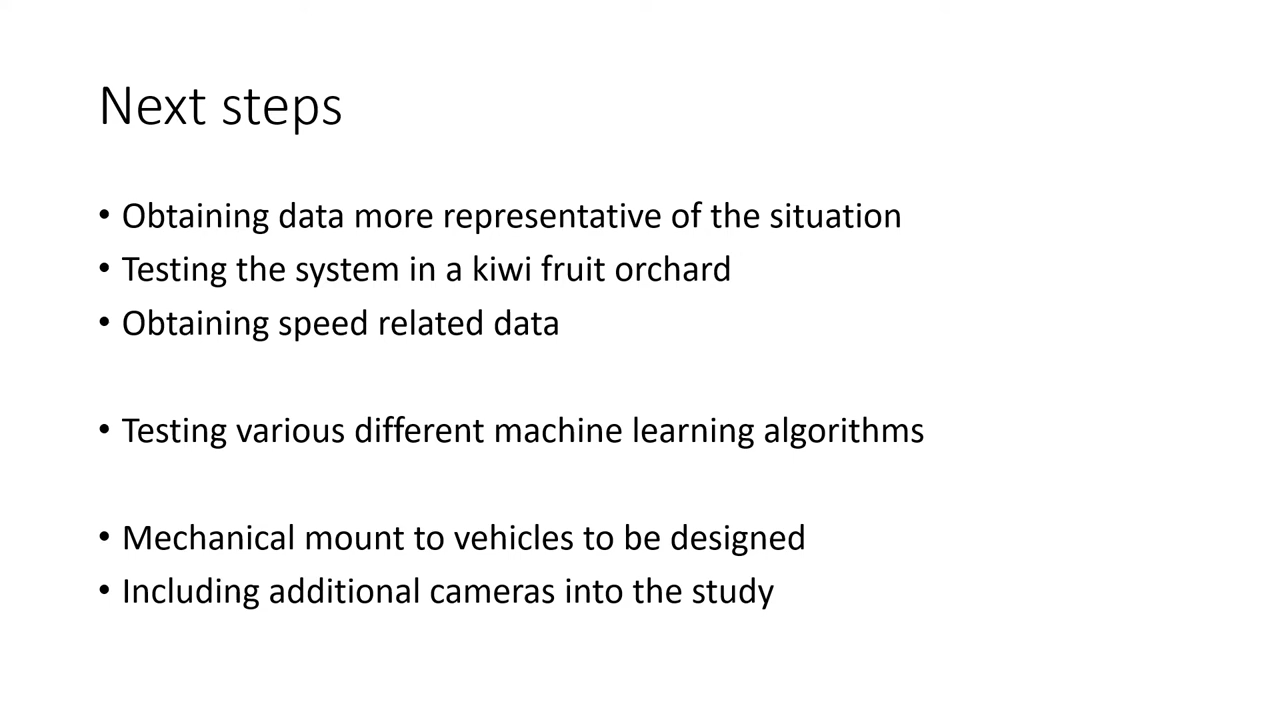 Next steps
• Obtaining data more representative of the situation
• Testing the system in a kiwi fruit orchard
• Obtaining speed related data
• Testing various different machine learning algorithms
• Mechanical mount to vehicles to be designed
• Including additional cameras into the study